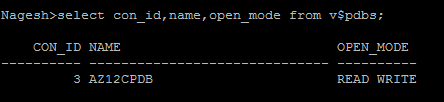 Nagesh>select con_id,name,open_mode from v$pdbs;
CON_ID NAME OPEN_MODE
---------- ------------------------------ ----------
3 AZ12CPDB READ WRITE